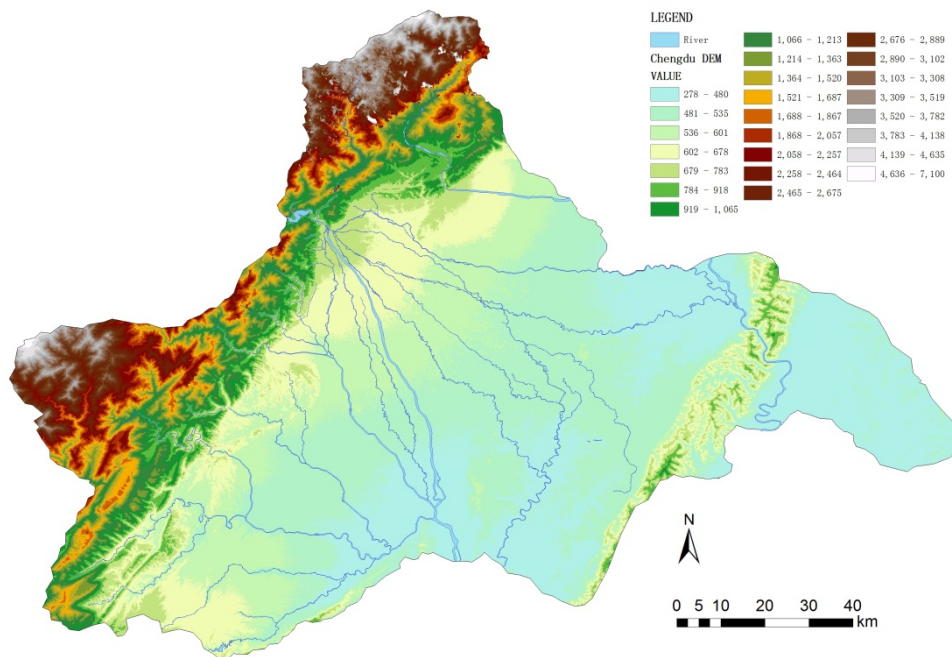 LEGEND
River
Chengdu DEM
VALUE
278 - 480
481 - 535
536 - 601
602 - 678
679 - 783
784 - 918
919 - 1,065
1,066 - 1,213
1,214 - 1,363
1,364 - 1,520
1,521 - 1,687
1,688 - 1,867
1,868 - 2,057
2,058 - 2,257
2,258 - 2,464
2,465 - 2,675
2,676 - 2,889
2,890 - 3,102
3,103 - 3,308
3,309 - 3,519
3,520 - 3,782
3,783 - 4,138
4,139 - 4,635
4,636 - 7,100
N
0 5 10 20 30 40
km